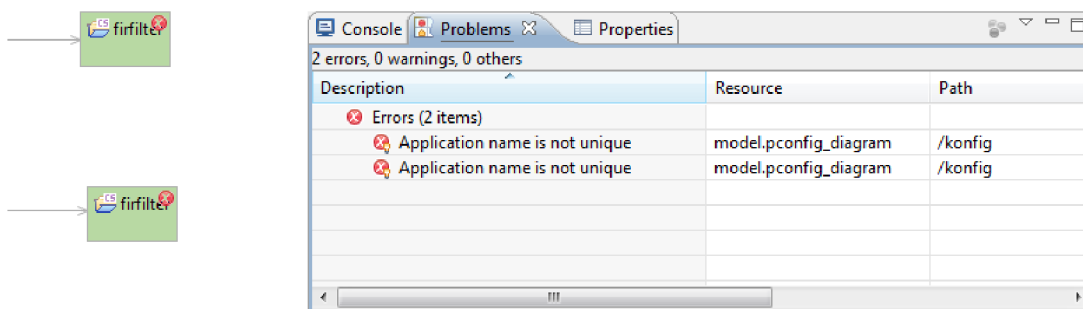 firfilter
Console Problems Properties
2 errors, 0 warnings, 0 others
Description Resource Path
Errors (2 items)
Application name is not unique model.pconfig_diagram /konfig
Application name is not unique model.pconfig_diagram /konfig
firfilter